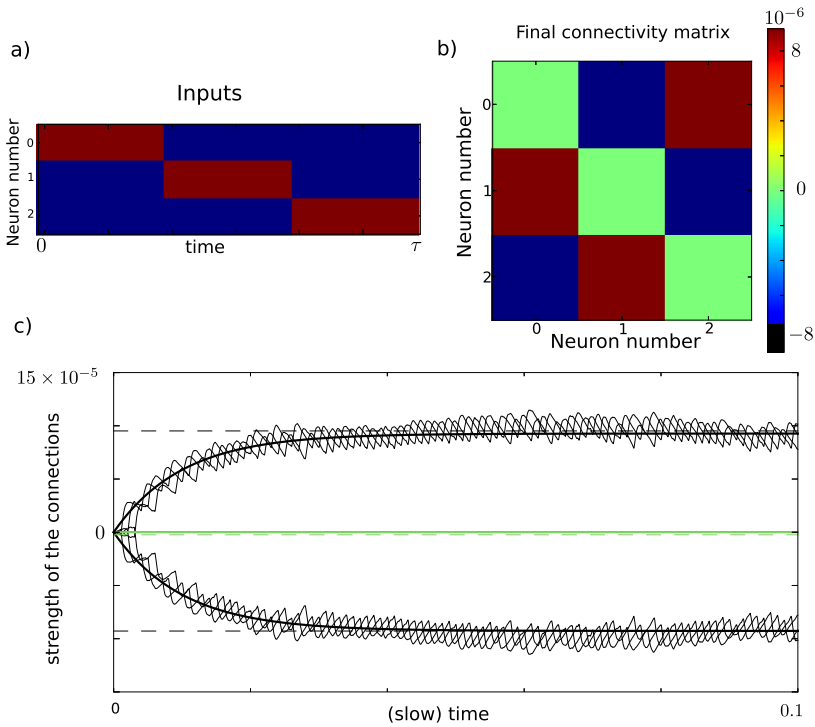 a)
Inputs
Neuron number
0
1
2
0
time
τ
b)
Final connectivity matrix
Neuron number
0
1
2
0
1
2
Neuron number
10⁻⁶
8
0
−8
c)
15 × 10⁻⁵
strength of the connections
0
0
(slow) time
0.1